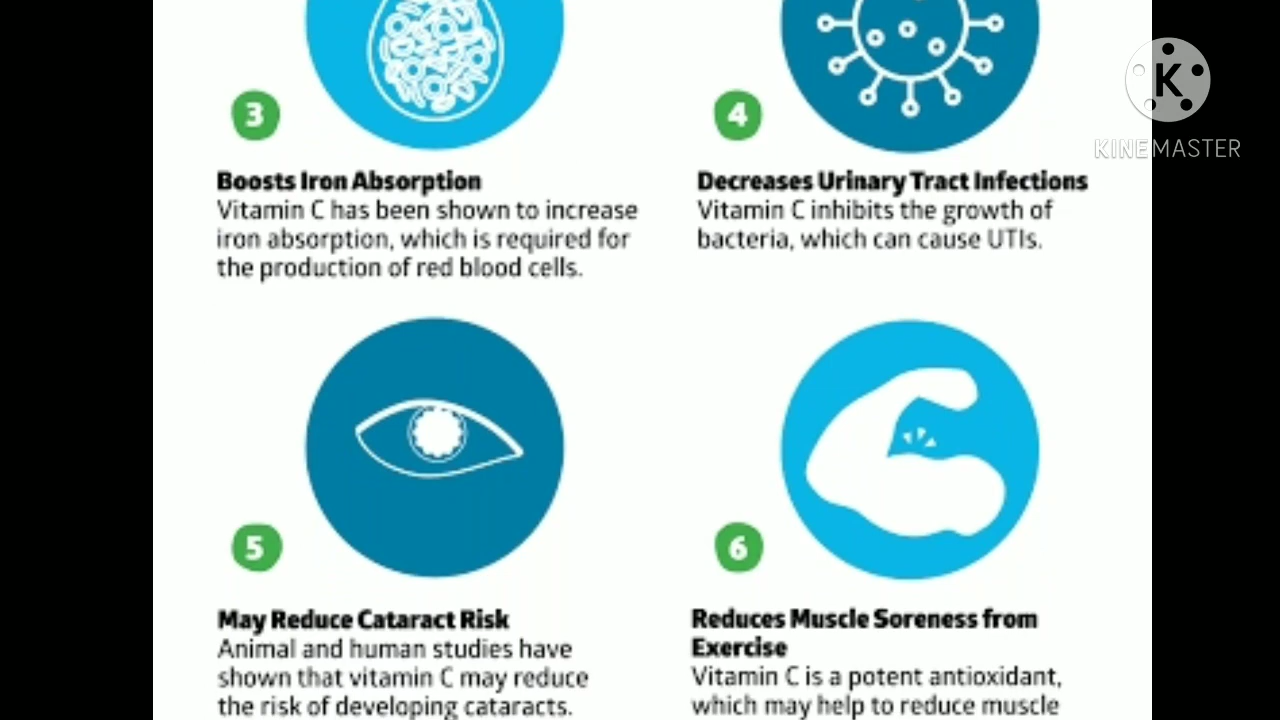 K
KINEMASTER
3
Boosts Iron Absorption
Vitamin C has been shown to increase
iron absorption, which is required for
the production of red blood cells.
4
Decreases Urinary Tract Infections
Vitamin C inhibits the growth of
bacteria, which can cause UTIs.
5
May Reduce Cataract Risk
Animal and human studies have
shown that vitamin C may reduce
the risk of developing cataracts.
6
Reduces Muscle Soreness from
Exercise
Vitamin C is a potent antioxidant,
which may help to reduce muscle